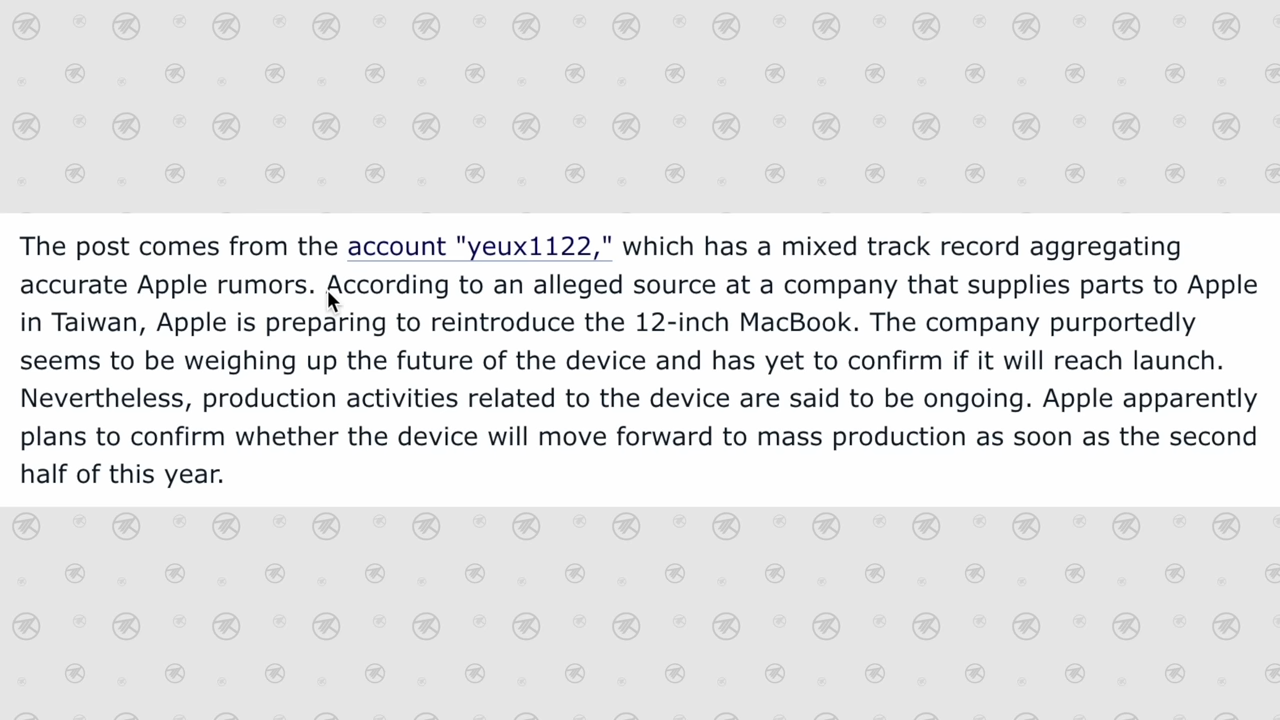 The post comes from the account "yeux1122," which has a mixed track record aggregating
accurate Apple rumors. According to an alleged source at a company that supplies parts to Apple
in Taiwan, Apple is preparing to reintroduce the 12-inch MacBook. The company purportedly
seems to be weighing up the future of the device and has yet to confirm if it will reach launch.
Nevertheless, production activities related to the device are said to be ongoing. Apple apparently
plans to confirm whether the device will move forward to mass production as soon as the second
half of this year.